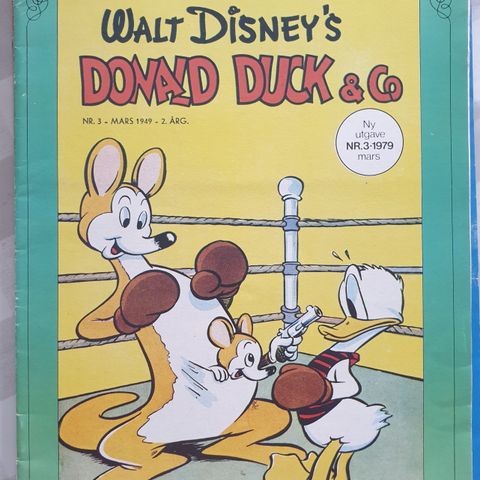 WALT DISNEY'S
DONALD DUCK & Co
NR. 3 - MARS 1949 - 2. ÅRG.
Ny
utgave
NR.3-1979
mars